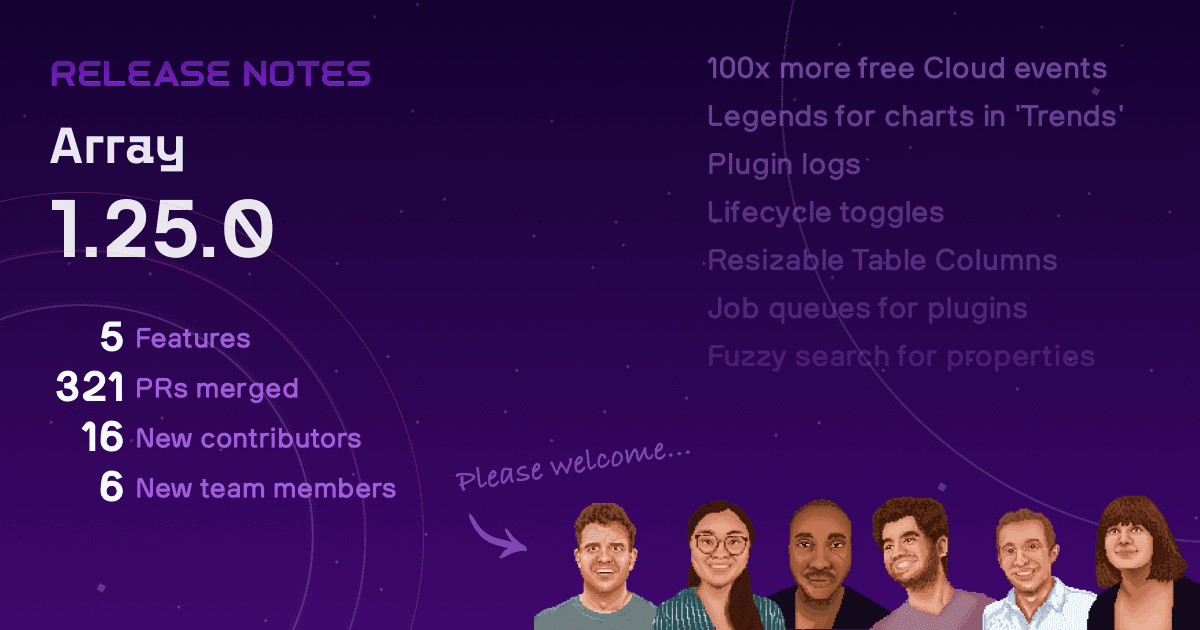 RELEASE NOTES
Array
1.25.0
5 Features
321 PRs merged
16 New contributors
6 New team members
100x more free Cloud events
Legends for charts in 'Trends'
Plugin logs
Lifecycle toggles
Resizable Table Columns
Job queues for plugins
Fuzzy search for properties
Please welcome...